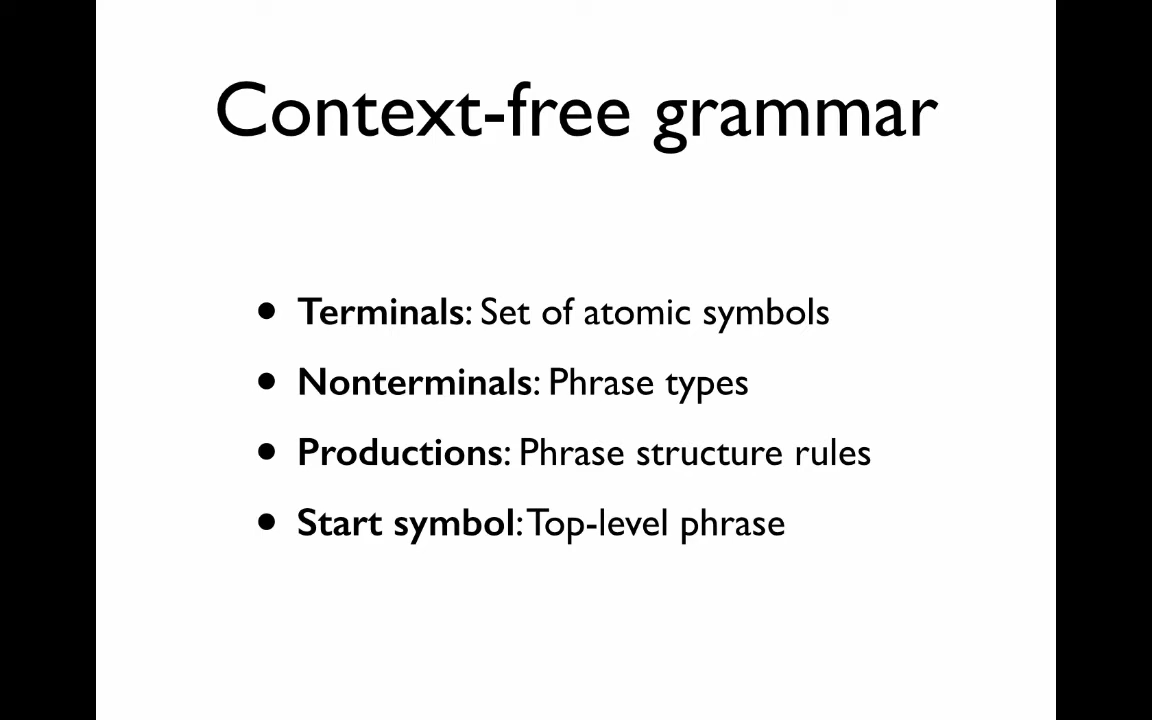 Context-free grammar
• Terminals: Set of atomic symbols
• Nonterminals: Phrase types
• Productions: Phrase structure rules
• Start symbol: Top-level phrase